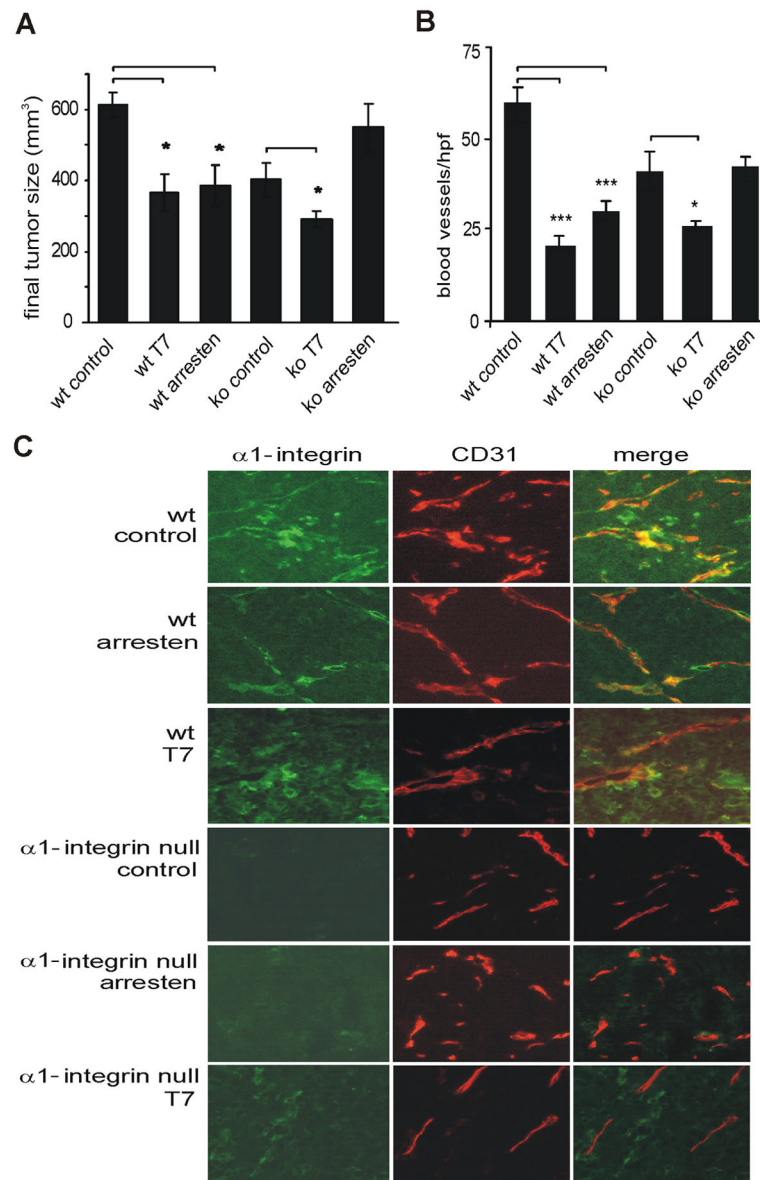 A
final tumor size (mm³)
600
400
200
0
*
*
*
wt control
wt T7
wt arresten
ko control
ko T7
ko arresten
B
blood vessels/hpf
75
50
25
0
***
***
*
wt control
wt T7
wt arresten
ko control
ko T7
ko arresten
C
α1-integrin
CD31
merge
wt
control
wt
arresten
wt
T7
α1-integrin null
control
α1-integrin null
arresten
α1-integrin null
T7